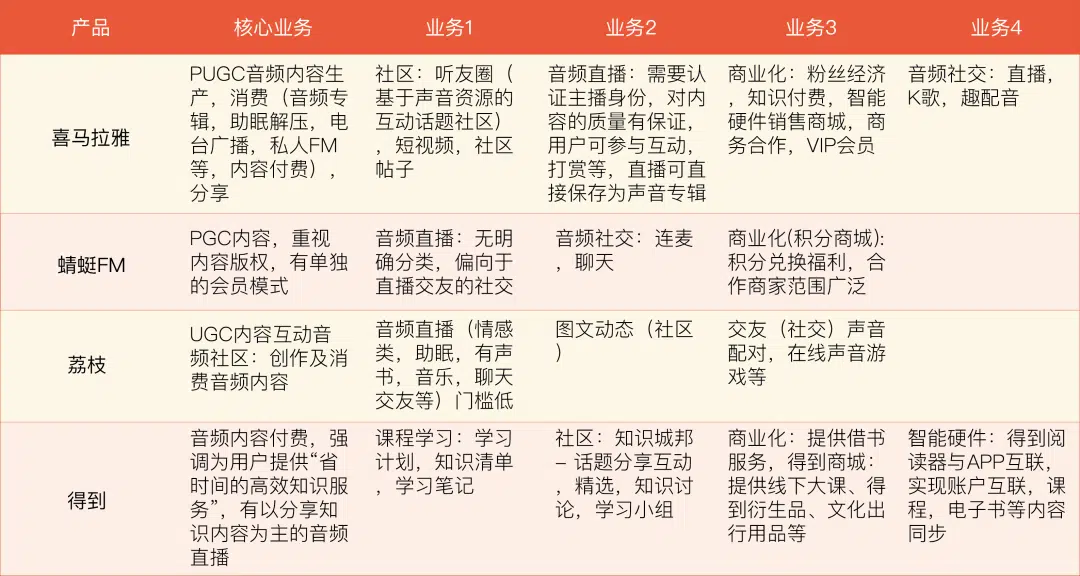 产品
核心业务
业务1
业务2
业务3
业务4
喜马拉雅
PUGC音频内容生
产，消费（音频专
辑，助眠解压，电
台广播，私人FM
等，内容付费），
分享
社区：听友圈（
基于声音资源的
互动话题社区）
，短视频，社区
帖子
音频直播：需要认
证主播身份，对内
容的质量有保证，
用户可参与互动，
打赏等，直播可直
接保存为声音专辑
商业化：粉丝经济
，知识付费，智能
硬件销售商城，商
务合作，VIP会员
音频社交：直播，
K歌，趣配音
蜻蜓FM
PGC内容，重视
内容版权，有单独
的会员模式
音频直播：无明
确分类，偏向于
直播交友的社交
音频社交：连麦
，聊天
商业化(积分商城):
积分兑换福利，合
作商家范围广泛
荔枝
UGC内容互动音
频社区：创作及消
费音频内容
音频直播（情感
类，助眠，有声
书，音乐，聊天
交友等）门槛低
图文动态（社区
）
交友（社交）声音
配对，在线声音游
戏等
得到
音频内容付费，强
调为用户提供“省
时间的高效知识服
务”，有以分享知
识内容为主的音频
直播
课程学习：学习
计划，知识清单
，学习笔记
社区：知识城邦
– 话题分享互动
，精选，知识讨
论，学习小组
商业化：提供借书
服务，得到商城：
提供线下大课、得
到衍生品、文化出
行用品等
智能硬件：得到阅
读器与APP互联，
实现账户互联，课
程，电子书等内容
同步